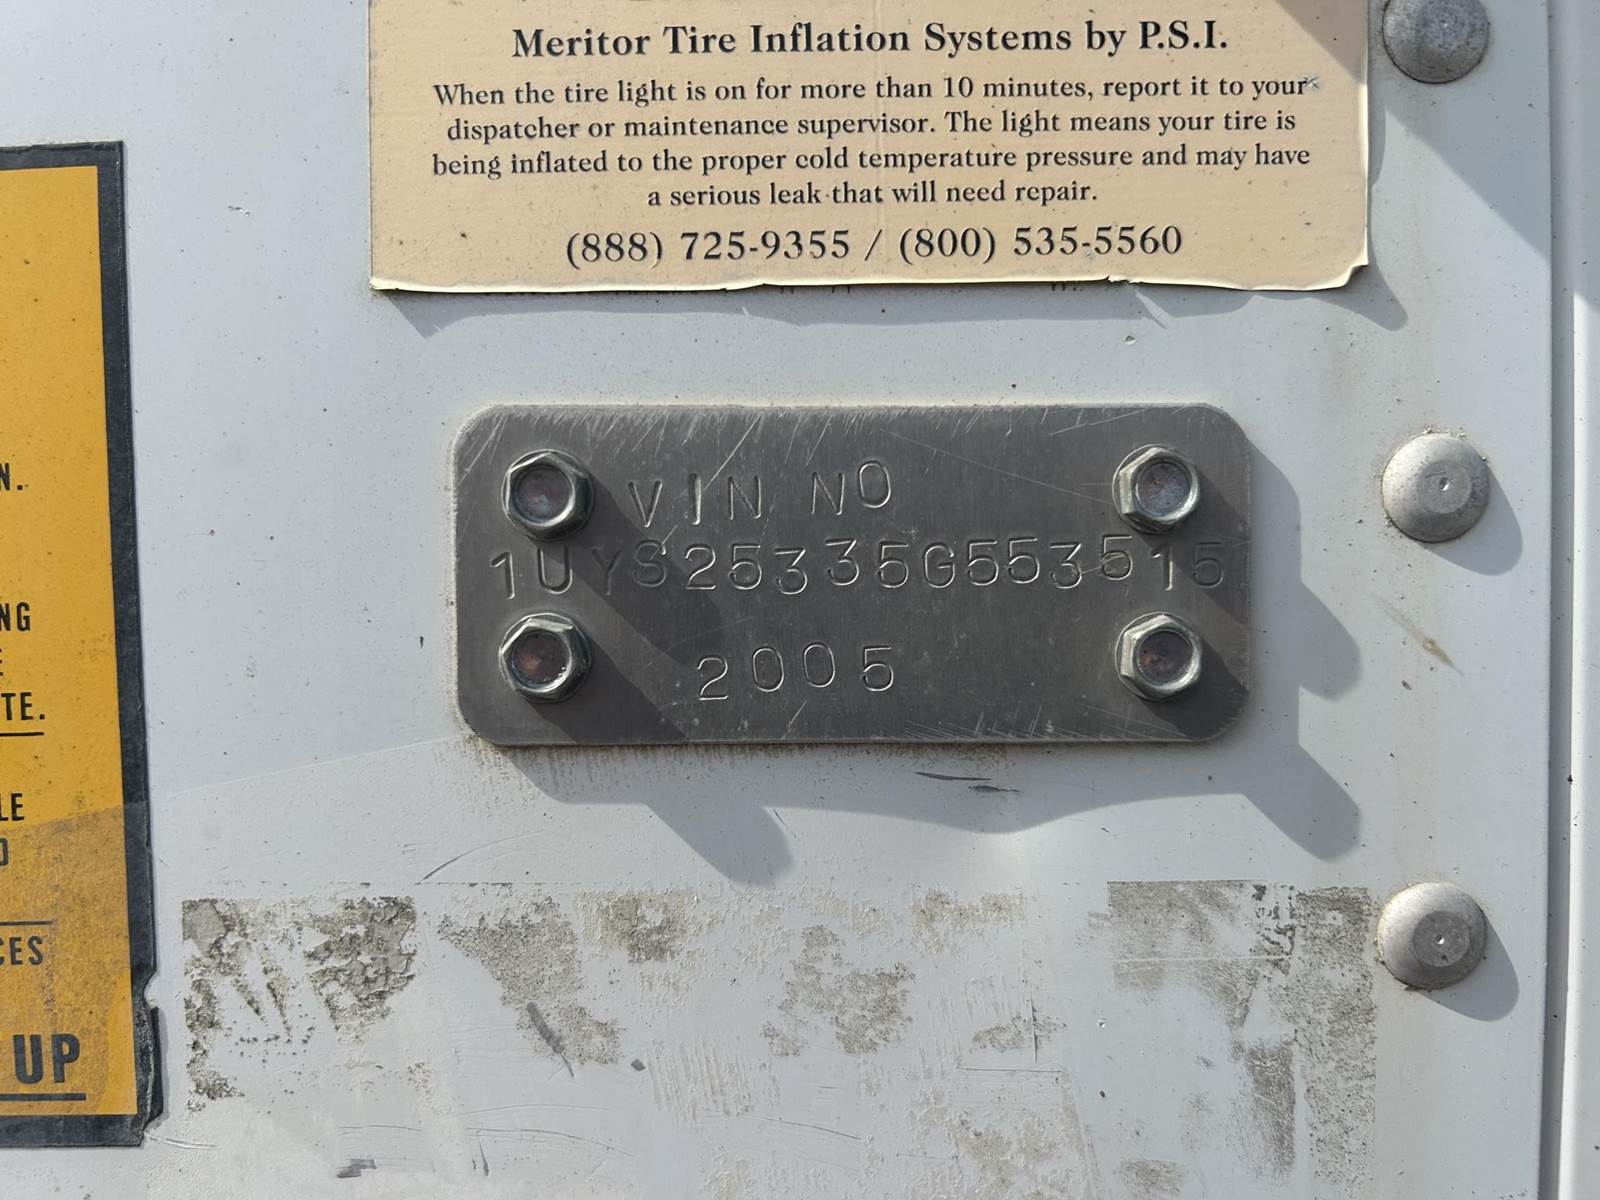 Meritor Tire Inflation Systems by P.S.I.
When the tire light is on for more than 10 minutes, report it to your
dispatcher or maintenance supervisor. The light means your tire is
being inflated to the proper cold temperature pressure and may have
a serious leak that will need repair.
(888) 725-9355 / (800) 535-5560
VIN NO
1UYS25335G553515
2005
N.
NG
TE.
LE
CES
UP